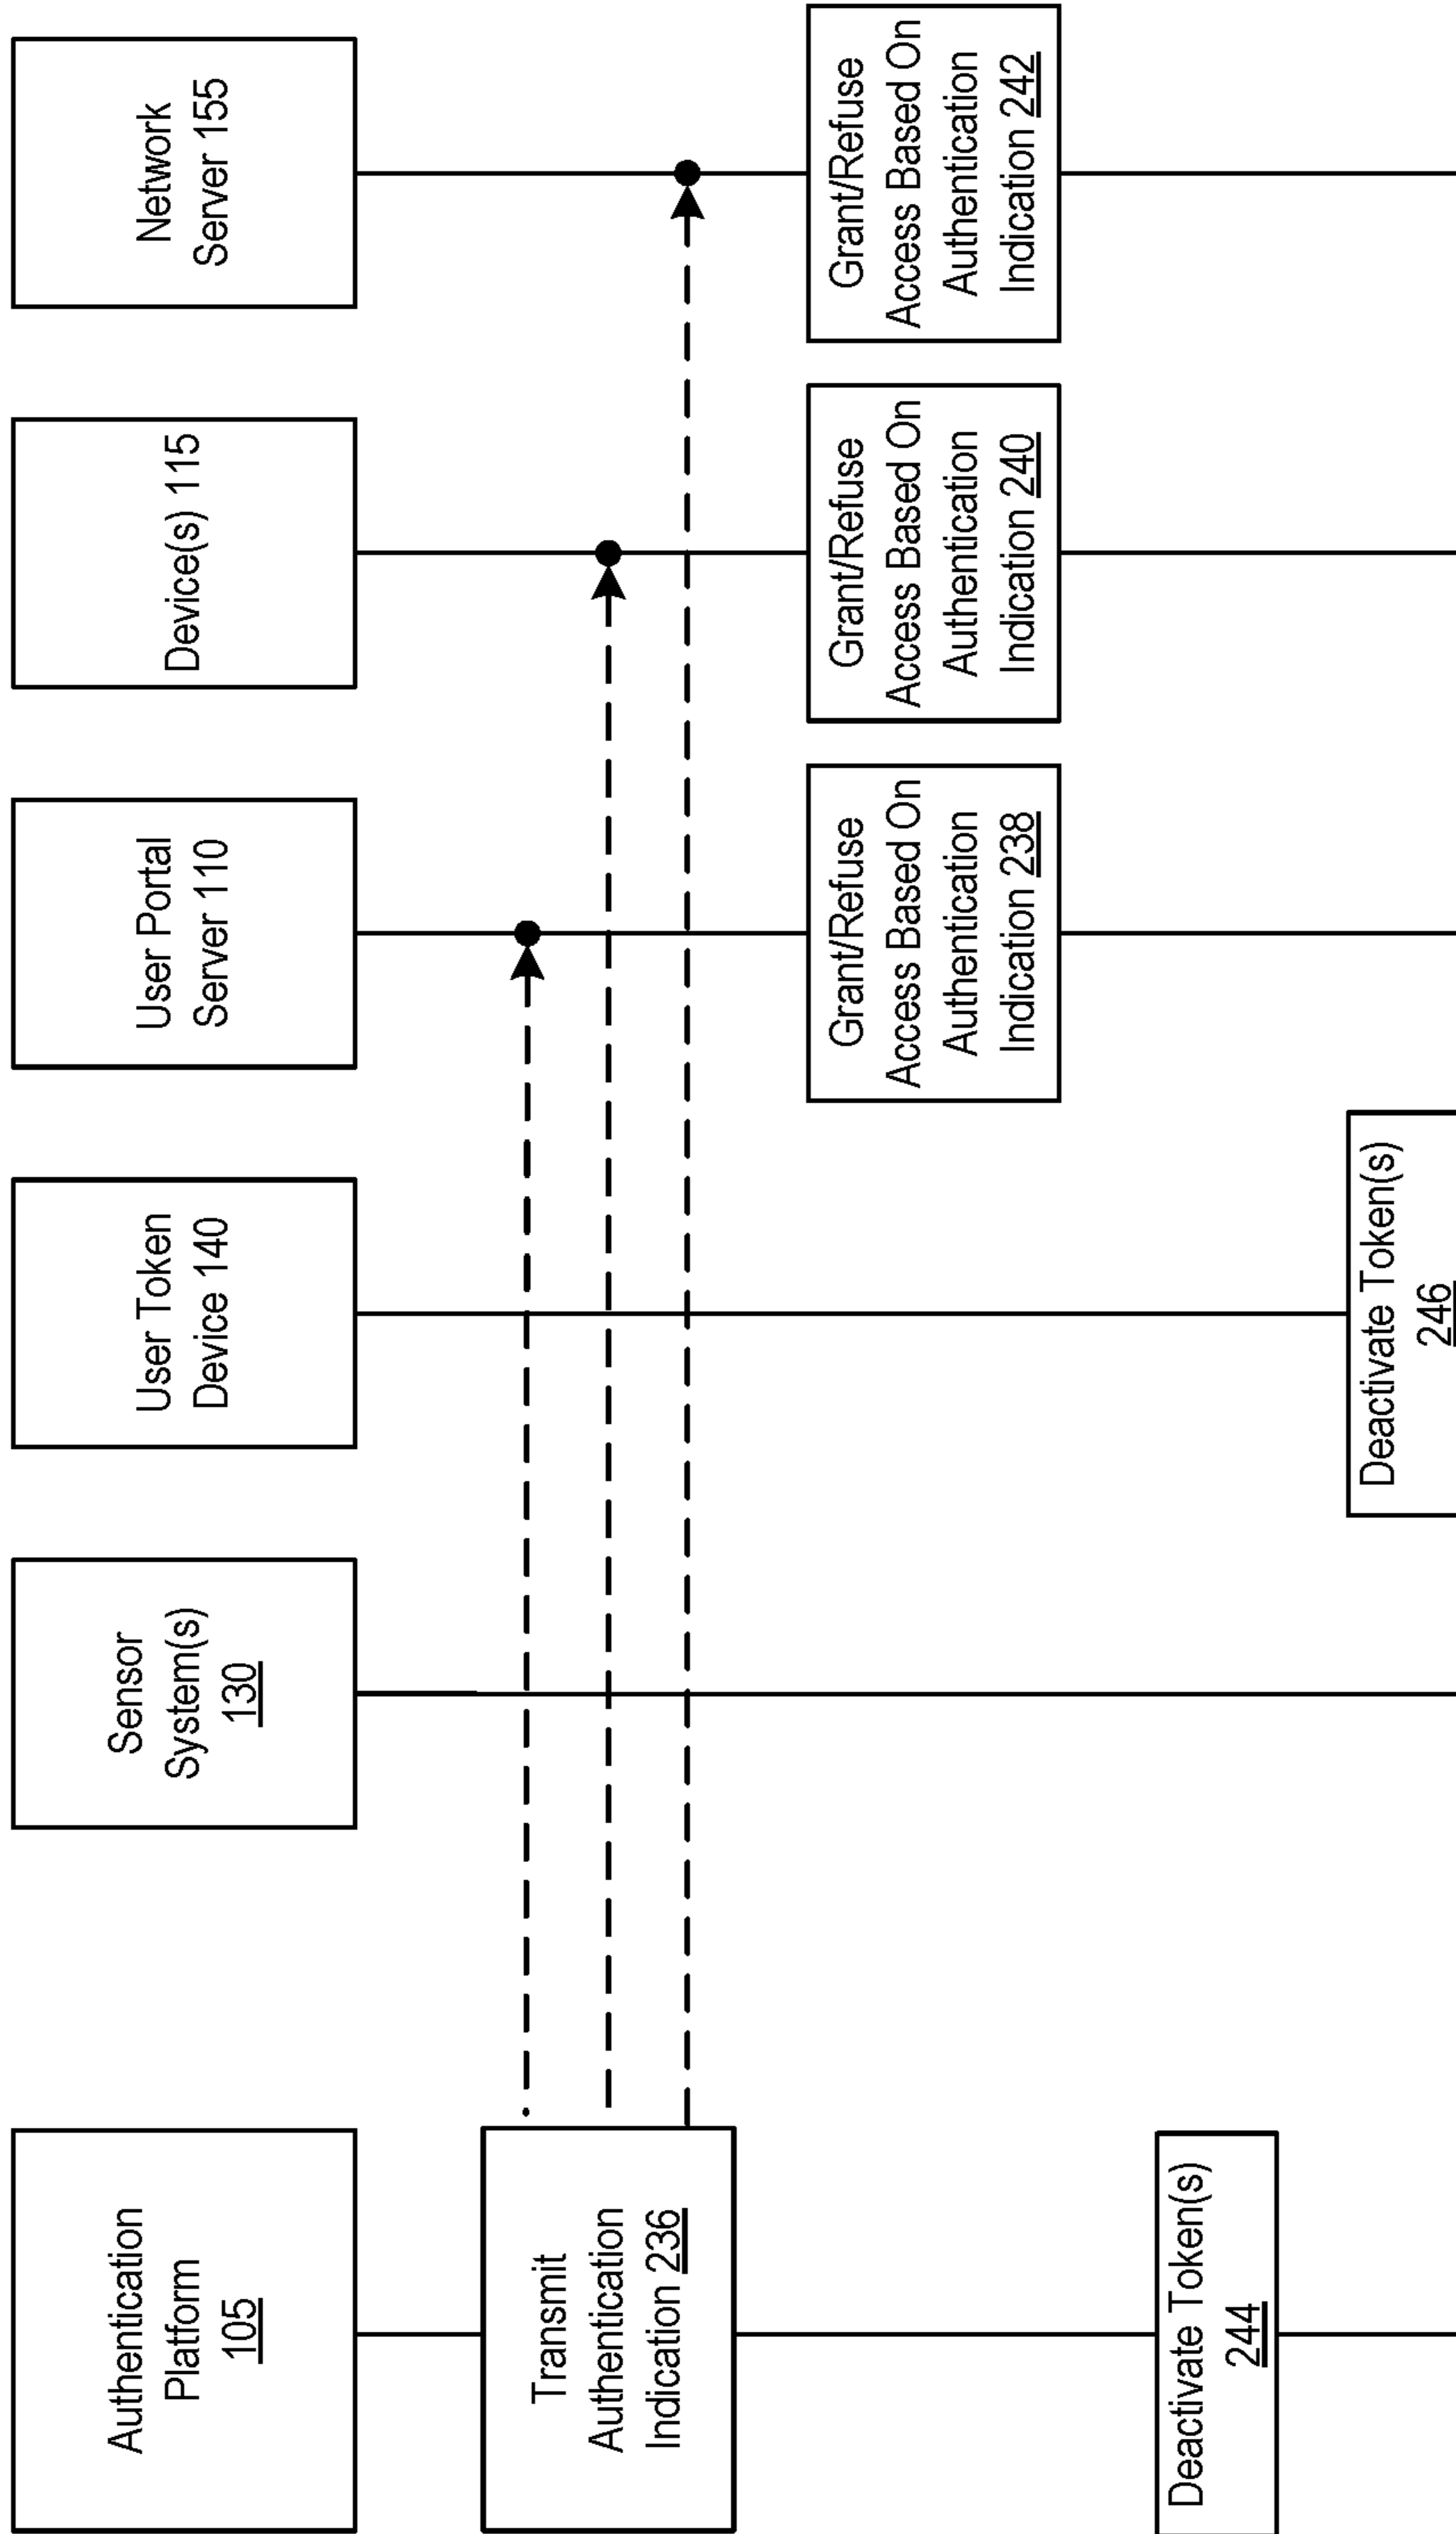 Authentication
Platform
105
Sensor
System(s)
130
User Token
Device 140
User Portal
Server 110
Device(s) 115
Network
Server 155
Transmit
Authentication
Indication 236
Grant/Refuse
Access Based On
Authentication
Indication 238
Grant/Refuse
Access Based On
Authentication
Indication 240
Grant/Refuse
Access Based On
Authentication
Indication 242
Deactivate Token(s)
244
Deactivate Token(s)
246